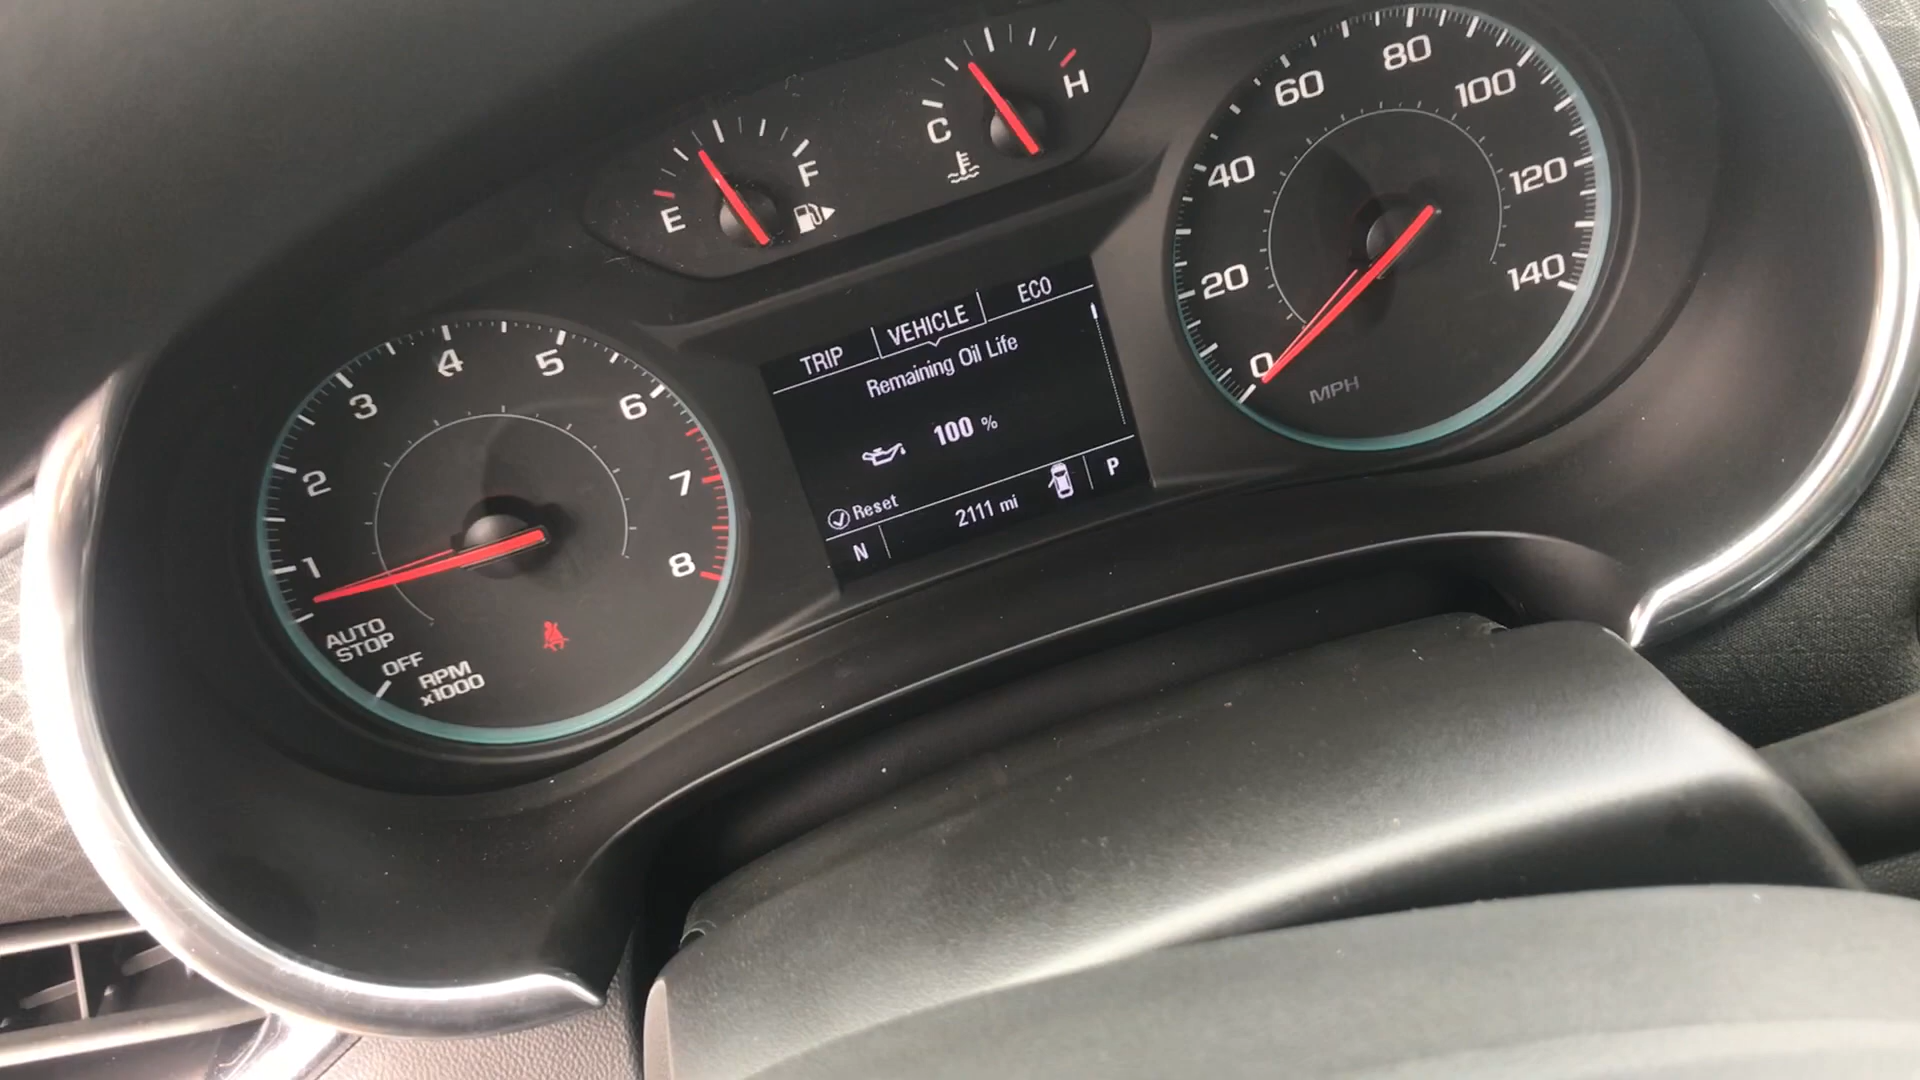 E
F
C
H
TRIP
VEHICLE
ECO
Remaining Oil Life
100 %
Reset
N
2111 mi
P
1
2
3
4
5
6
7
8
AUTO
STOP
OFF
RPM
x1000
0
20
40
60
80
100
120
140
MPH